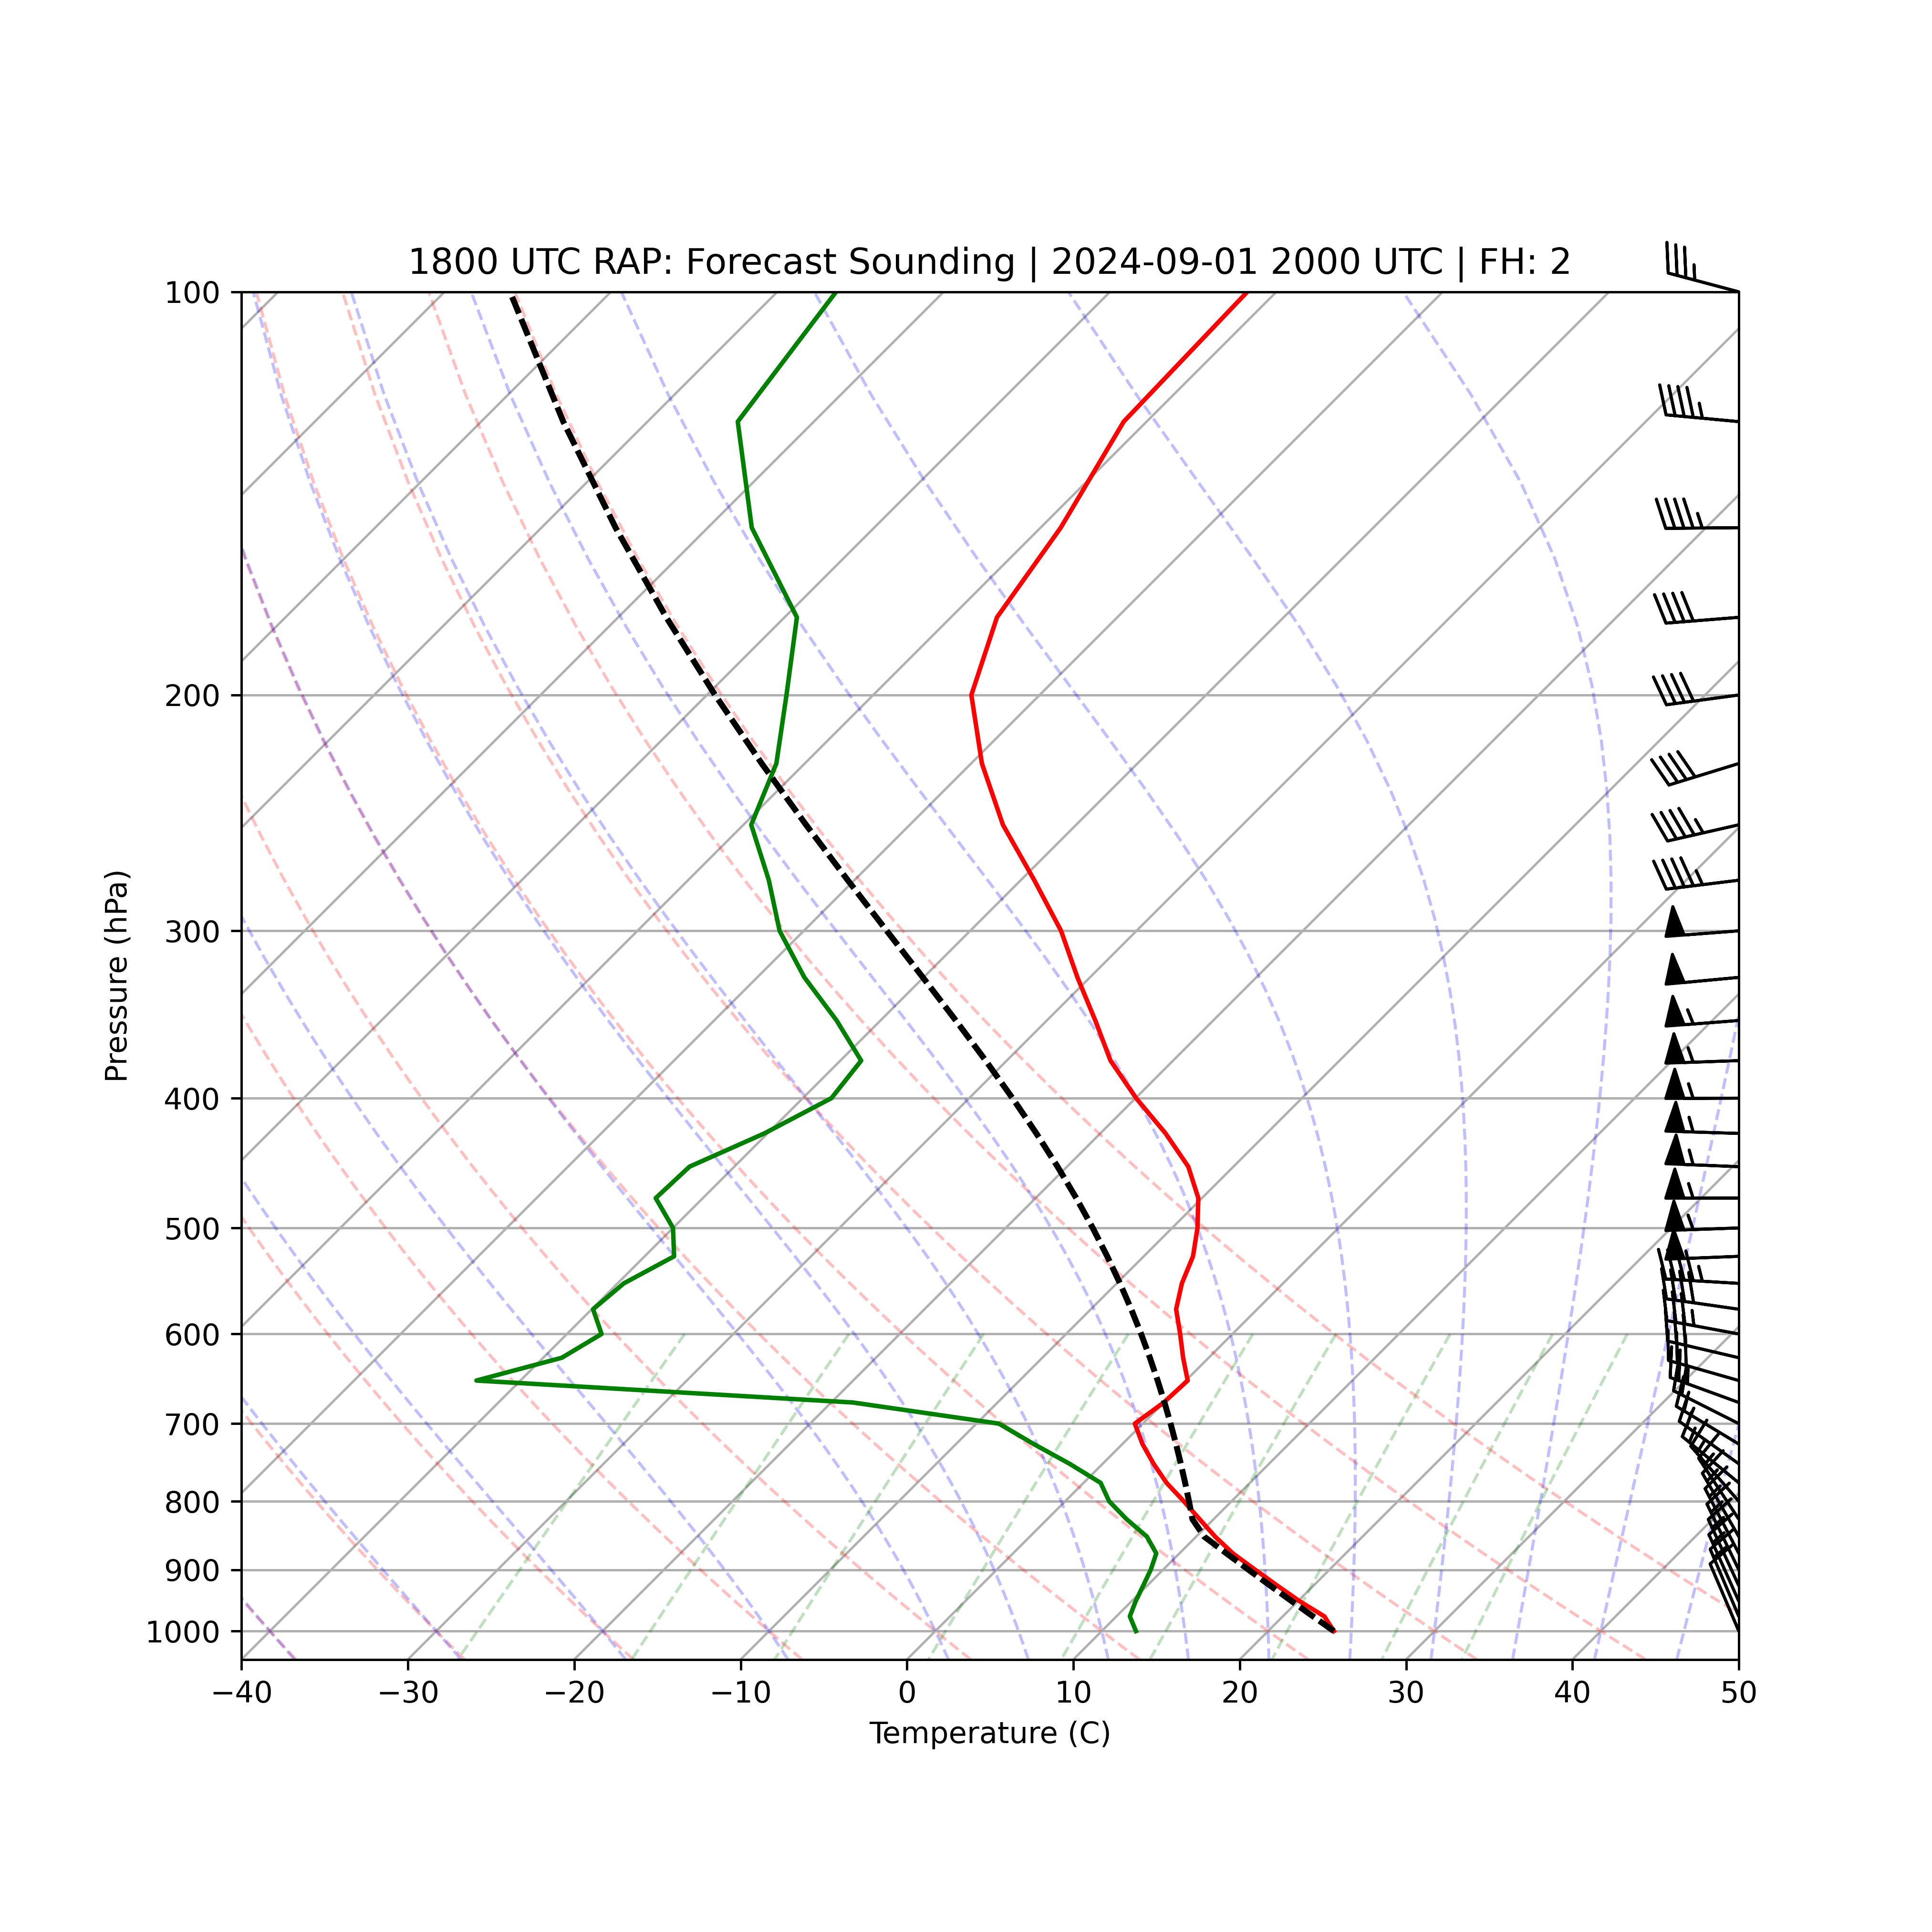 1800 UTC RAP: Forecast Sounding | 2024-09-01 2000 UTC | FH: 2
100
200
300
400
500
600
700
800
900
1000
Pressure (hPa)
−40 −30 −20 −10 0 10 20 30 40 50
Temperature (C)